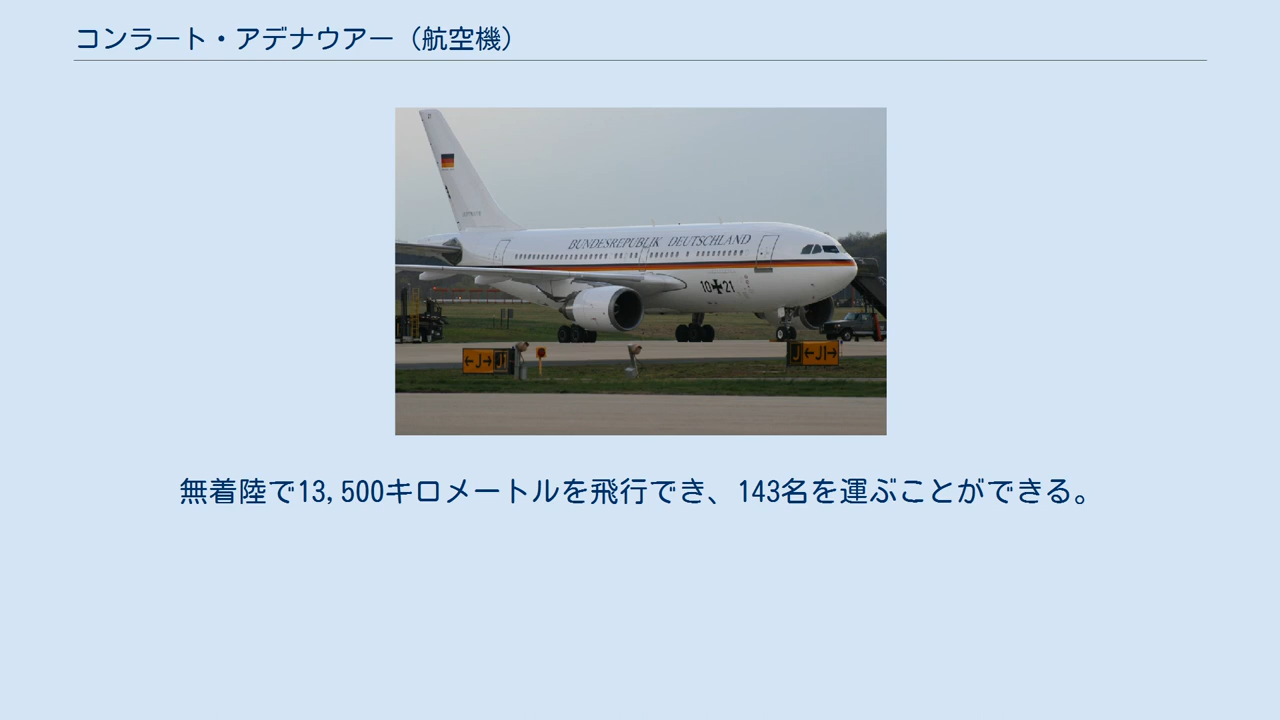 コンラート・アデナウアー（航空機）
BUNDESREPUBLIK DEUTSCHLAND
10 21
←J→ J1
J ←J1→
無着陸で13,500キロメートルを飛行でき、143名を運ぶことができる。